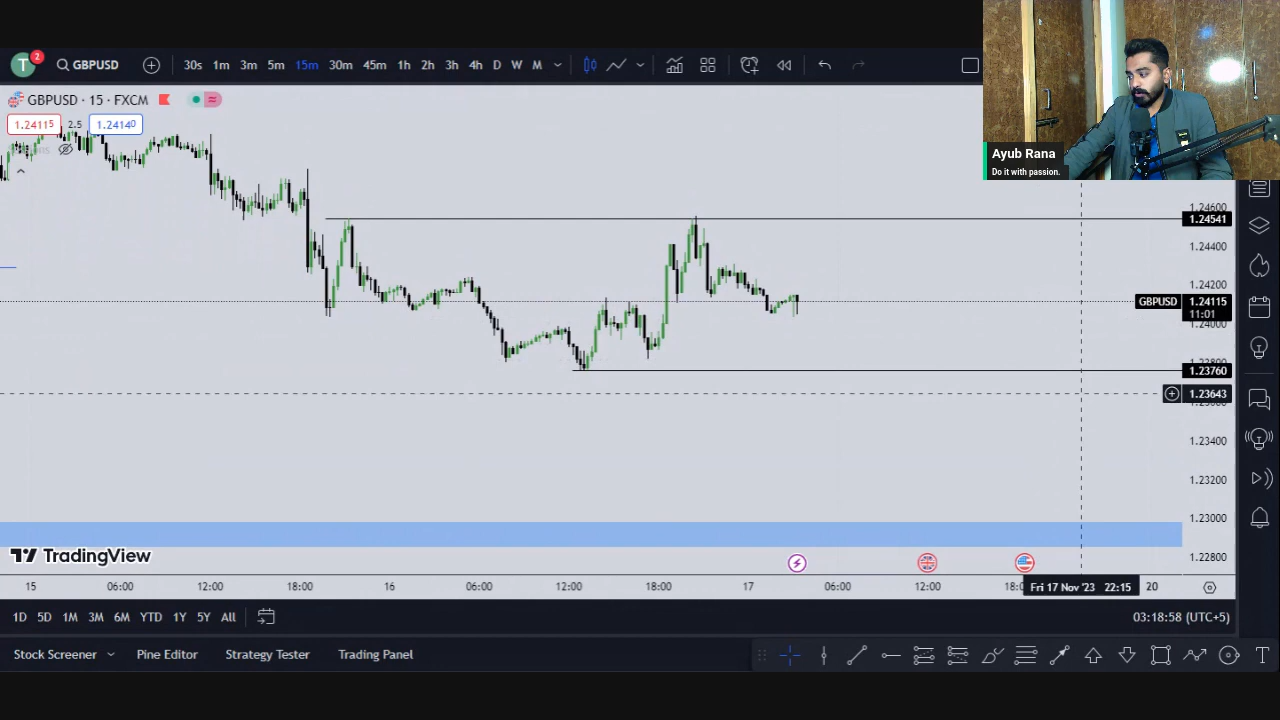 T 2 GBPUSD 30s 1m 3m 5m 15m 30m 45m 1h 2h 3h 4h D W M
GBPUSD · 15 · FXCM
1.24115 2.5 1.24140
Ayub Rana
Do it with passion.
1.24600
1.24541
1.24400
1.24200
GBPUSD 1.24115
11:01
1.24000
1.23760
1.23643
1.23400
1.23200
1.23000
1.22800
TradingView
15 06:00 12:00 18:00 16 06:00 12:00 18:00 17 06:00 12:00 Fri 17 Nov '23 22:15 20
1D 5D 1M 3M 6M YTD 1Y 5Y All 03:18:58 (UTC+5)
Stock Screener Pine Editor Strategy Tester Trading Panel T